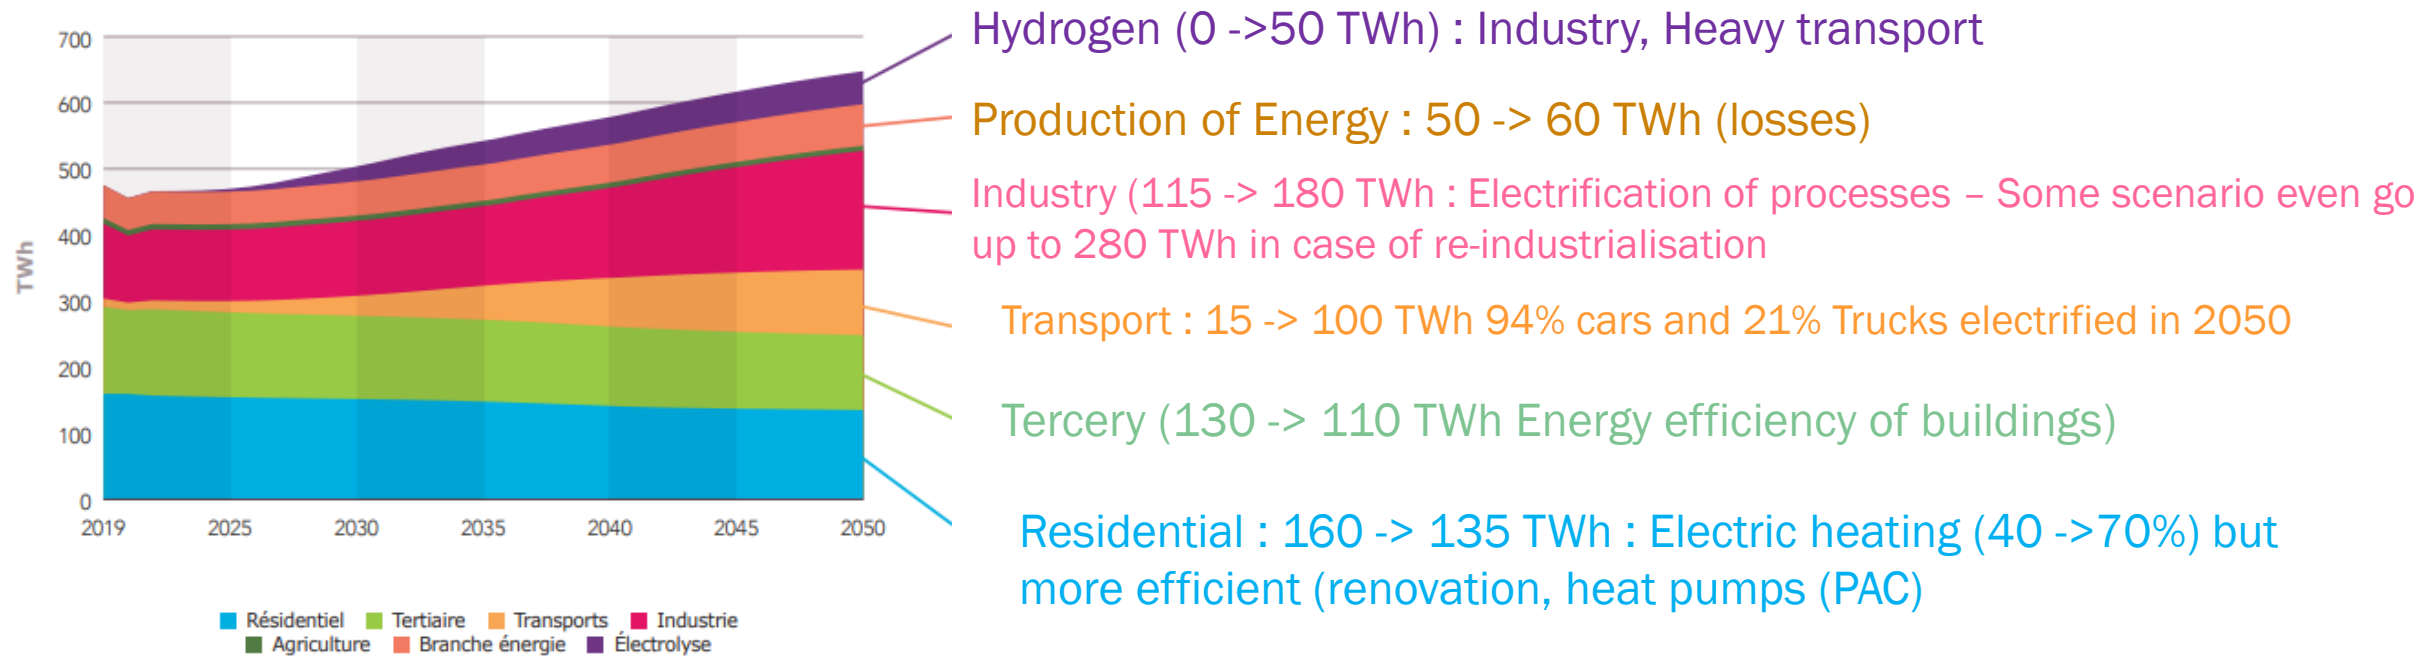 700
600
500
400
300
200
100
0
TWh
2019 2025 2030 2035 2040 2045 2050
Résidentiel Tertiaire Transports Industrie
Agriculture Branche énergie Électrolyse
Hydrogen (0 ->50 TWh) : Industry, Heavy transport
Production of Energy : 50 -> 60 TWh (losses)
Industry (115 -> 180 TWh : Electrification of processes – Some scenario even go
up to 280 TWh in case of re-industrialisation
Transport : 15 -> 100 TWh 94% cars and 21% Trucks electrified in 2050
Tercery (130 -> 110 TWh Energy efficiency of buildings)
Residential : 160 -> 135 TWh : Electric heating (40 ->70%) but
more efficient (renovation, heat pumps (PAC)